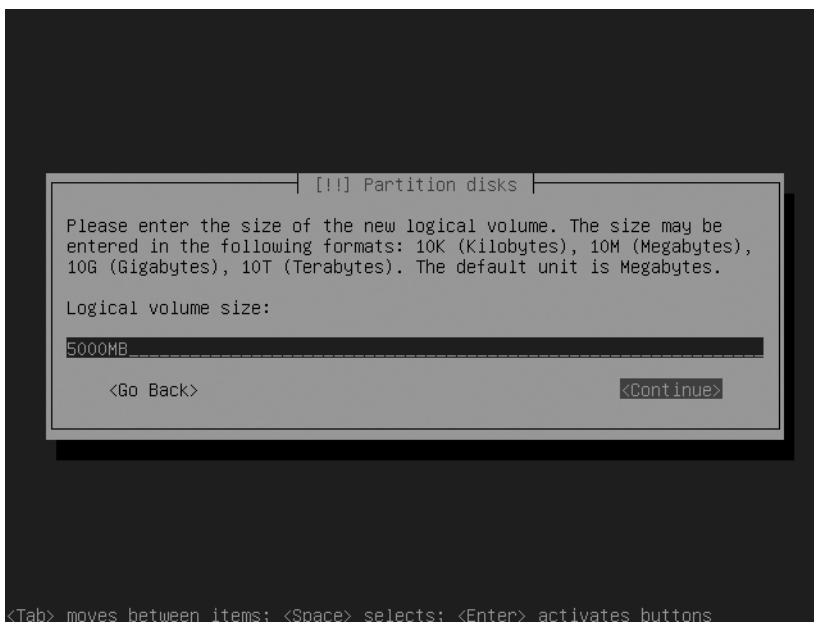 [!!] Partition disks
Please enter the size of the new logical volume. The size may be
entered in the following formats: 10K (Kilobytes), 10M (Megabytes),
10G (Gigabytes), 10T (Terabytes). The default unit is Megabytes.
Logical volume size:
5000MB______________________________________________________________
<Go Back> <Continue>
<Tab> moves between items; <Space> selects; <Enter> activates buttons